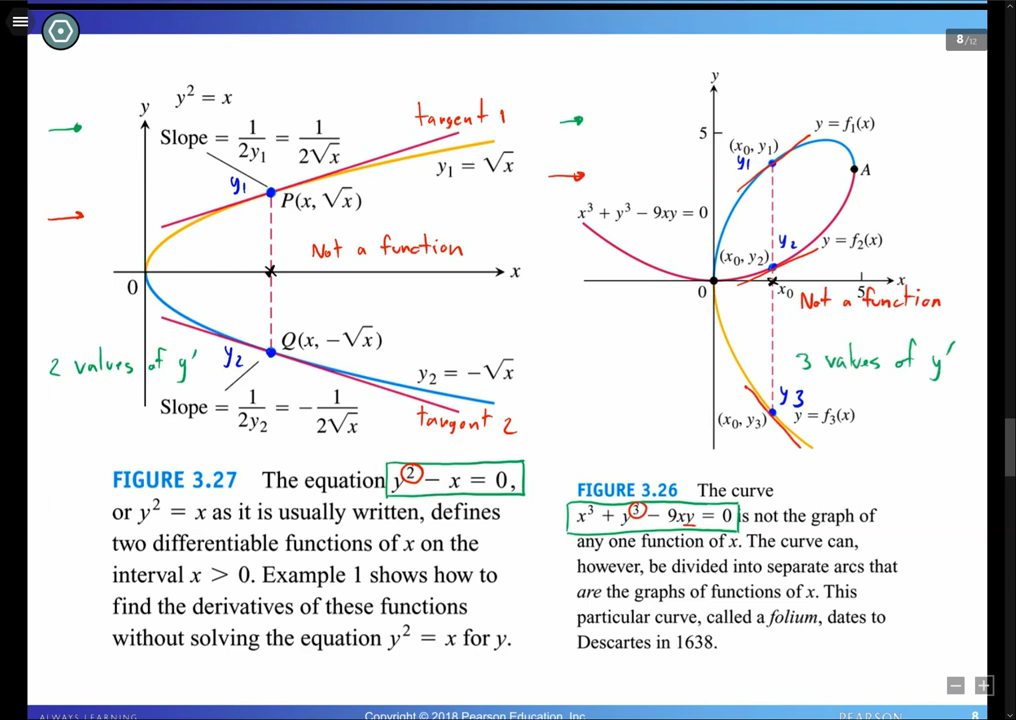 8/12
y² = x
y
Slope = 1/2y₁ = 1/2√x
tangent 1
y₁ = √x
y₁
P(x, √x)
Not a function
x
0
Q(x, −√x)
2 values of y'
y₂
y₂ = −√x
Slope = 1/2y₂ = − 1/2√x
tangent 2
FIGURE 3.27 The equation y² − x = 0,
or y² = x as it is usually written, defines
two differentiable functions of x on the
interval x > 0. Example 1 shows how to
find the derivatives of these functions
without solving the equation y² = x for y.
y
5
y = f₁(x)
(x₀, y₁)
y₁
A
x³ + y³ − 9xy = 0
y₂
y = f₂(x)
(x₀, y₂)
x
0
x₀
5
Not a function
3 values of y'
y3
(x₀, y₃)
y = f₃(x)
FIGURE 3.26 The curve
x³ + y³ − 9xy = 0 is not the graph of
any one function of x. The curve can,
however, be divided into separate arcs that
are the graphs of functions of x. This
particular curve, called a folium, dates to
Descartes in 1638.
ALWAYS LEARNING
Copyright © 2018 Pearson Education, Inc.
PEARSON
8